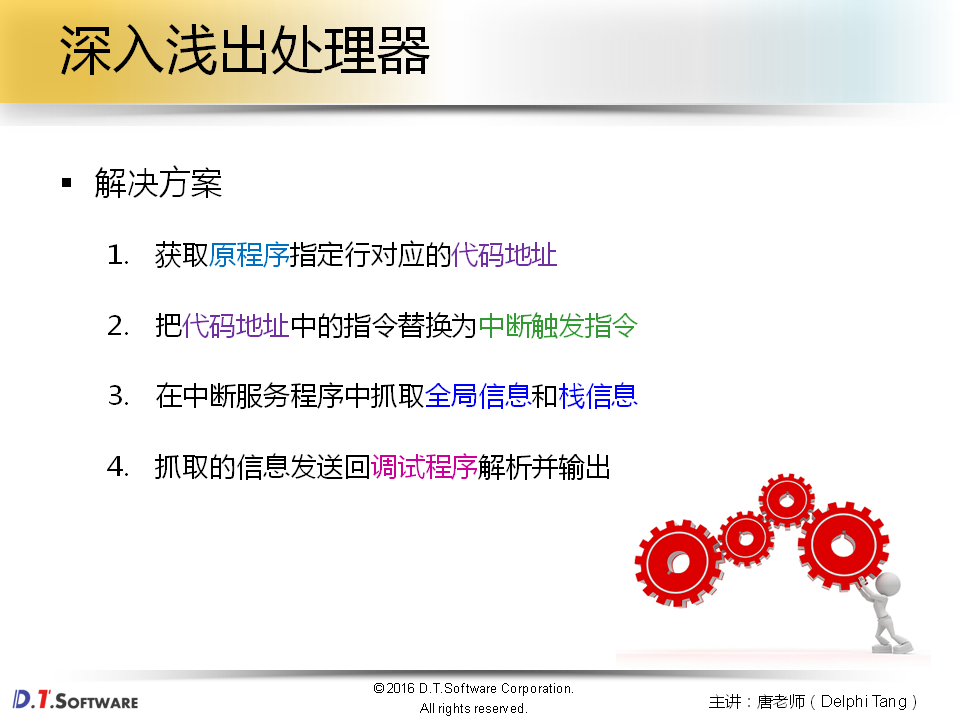 深入浅出处理器
▪ 解决方案
1. 获取原程序指定行对应的代码地址
2. 把代码地址中的指令替换为中断触发指令
3. 在中断服务程序中抓取全局信息和栈信息
4. 抓取的信息发送回调试程序解析并输出
D.T.SOFTWARE
©2016 D.T.Software Corporation.
All rights reserved.
主讲：唐老师（Delphi Tang）